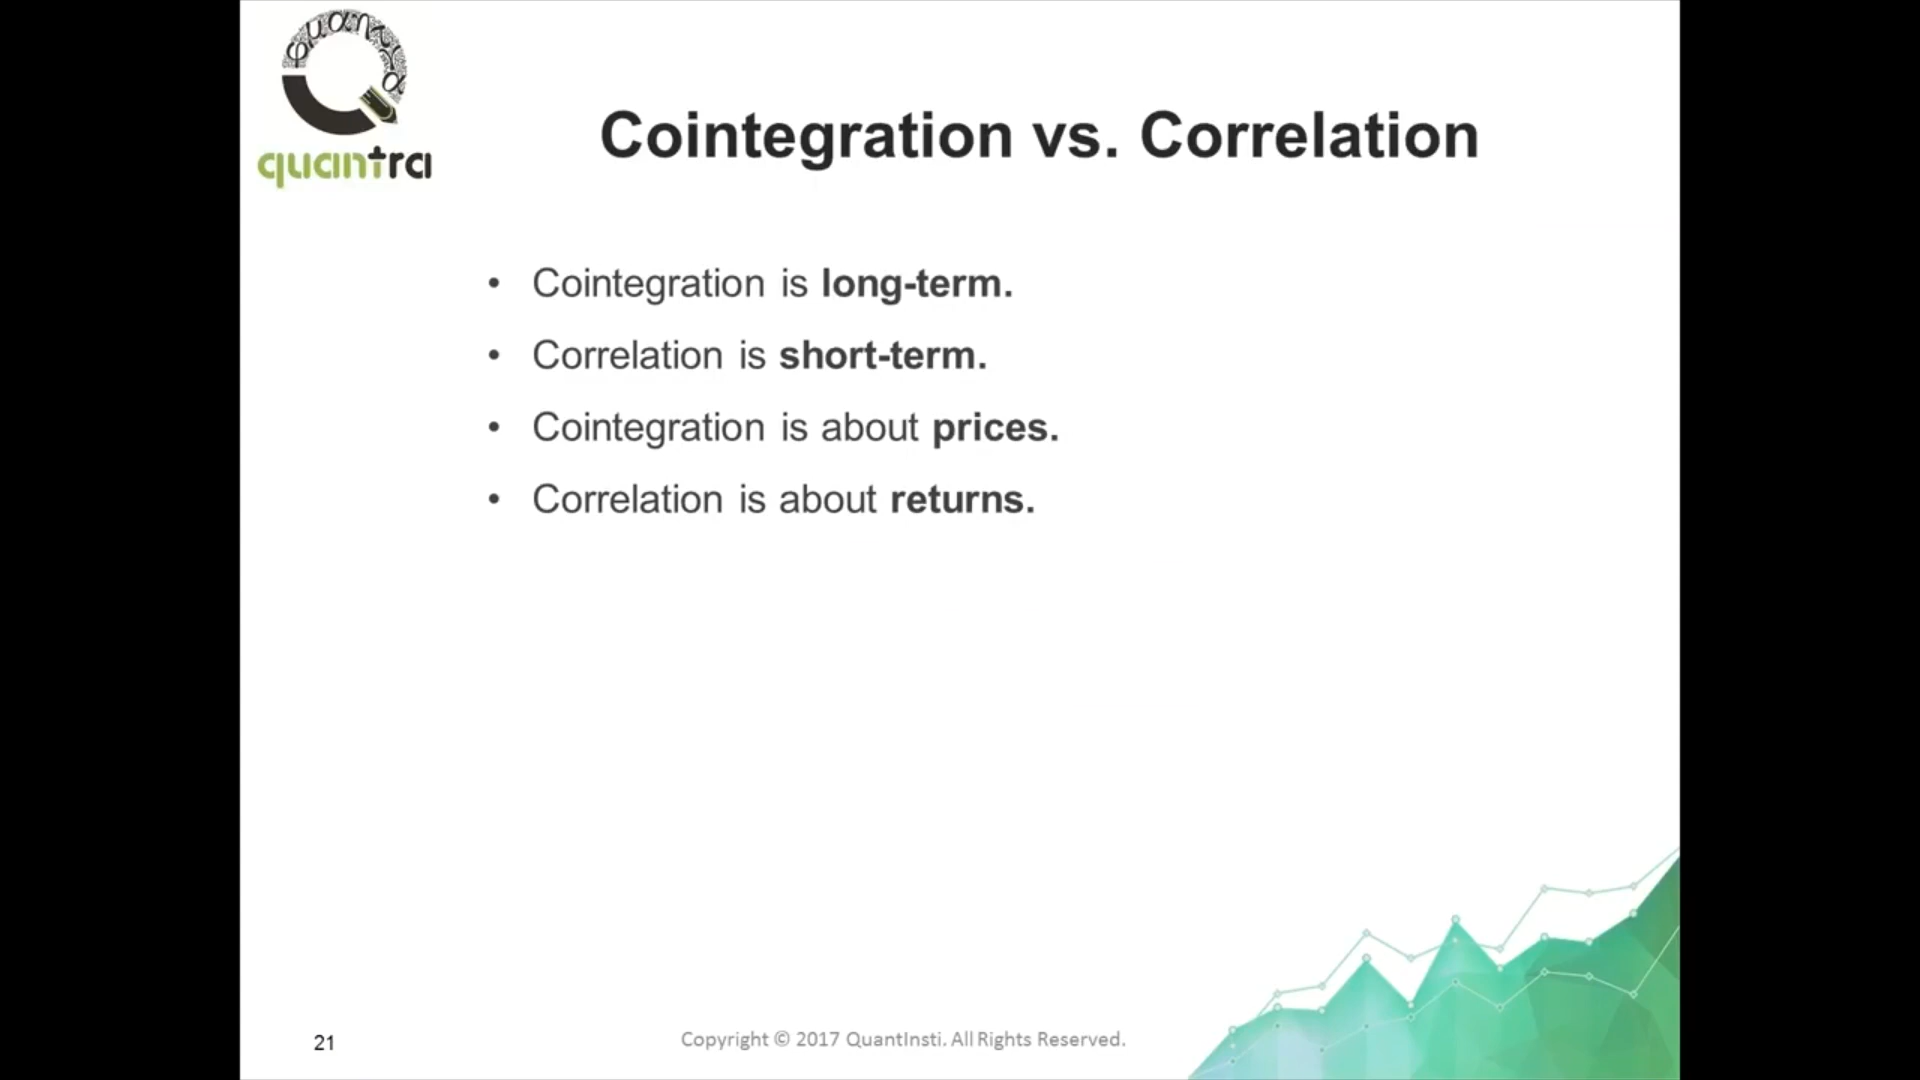 quantra
Cointegration vs. Correlation
• Cointegration is long-term.
• Correlation is short-term.
• Cointegration is about prices.
• Correlation is about returns.
21
Copyright © 2017 QuantInsti. All Rights Reserved.